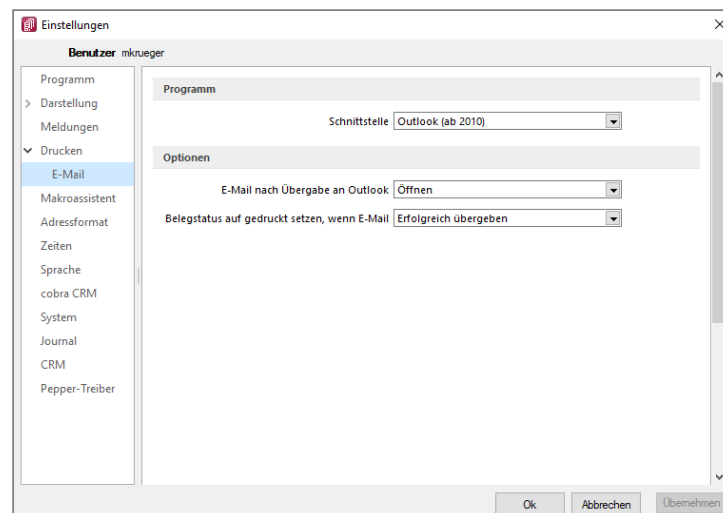 Einstellungen
Benutzer mkrueger
Programm
Darstellung
Meldungen
Drucken
E-Mail
Makroassistent
Adressformat
Zeiten
Sprache
cobra CRM
System
Journal
CRM
Pepper-Treiber
Programm
Schnittstelle Outlook (ab 2010)
Optionen
E-Mail nach Übergabe an Outlook Öffnen
Belegstatus auf gedruckt setzen, wenn E-Mail Erfolgreich übergeben
Ok Abbrechen Übernehmen